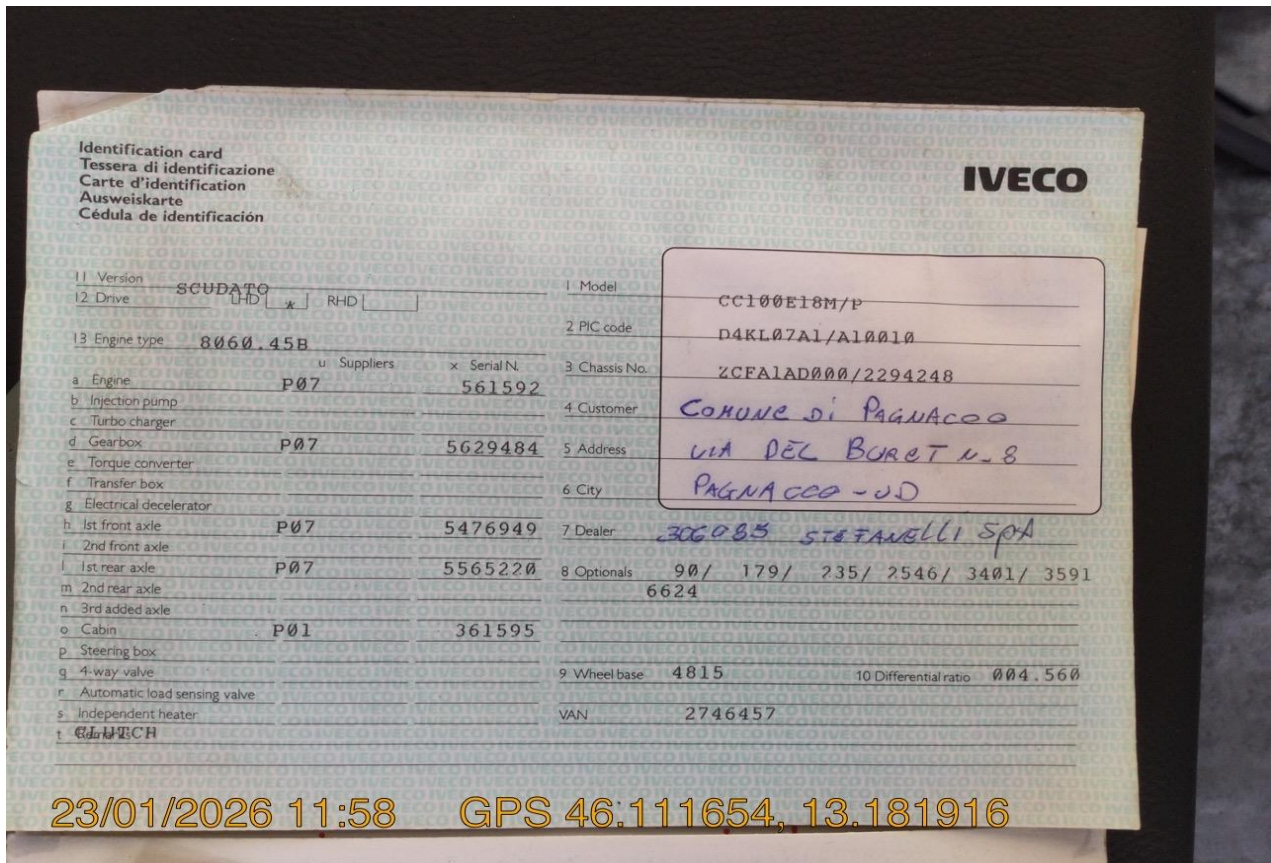 Identification card
Tessera di identificazione
Carte d'identification
Ausweiskarte
Cédula de identificación
IVECO
11 Version SCUDATO
12 Drive LHD * RHD
13 Engine type 8060.45B
u Suppliers x Serial N.
a Engine P07 561592
b Injection pump
c Turbo charger
d Gearbox P07 5629484
e Torque converter
f Transfer box
g Electrical decelerator
h 1st front axle P07 5476949
i 2nd front axle
l 1st rear axle P07 5565220
m 2nd rear axle
n 3rd added axle
o Cabin P01 361595
p Steering box
q 4-way valve
r Automatic load sensing valve
s Independent heater
t CLUTCH
1 Model CC100E18M/P
2 PIC code D4KL07A1/A10010
3 Chassis No. ZCFA1AD000/2294248
4 Customer COMUNE Di PAGNACCO
5 Address VIA DEL BURET N. 8
6 City PAGNACCO - UD
7 Dealer 306085 STEFANELLI SpA
8 Optionals 90/ 179/ 235/ 2546/ 3401/ 3591
6624
9 Wheel base 4815 10 Differential ratio 004.560
VAN 2746457
23/01/2026 11:58 GPS 46.111654, 13.181916